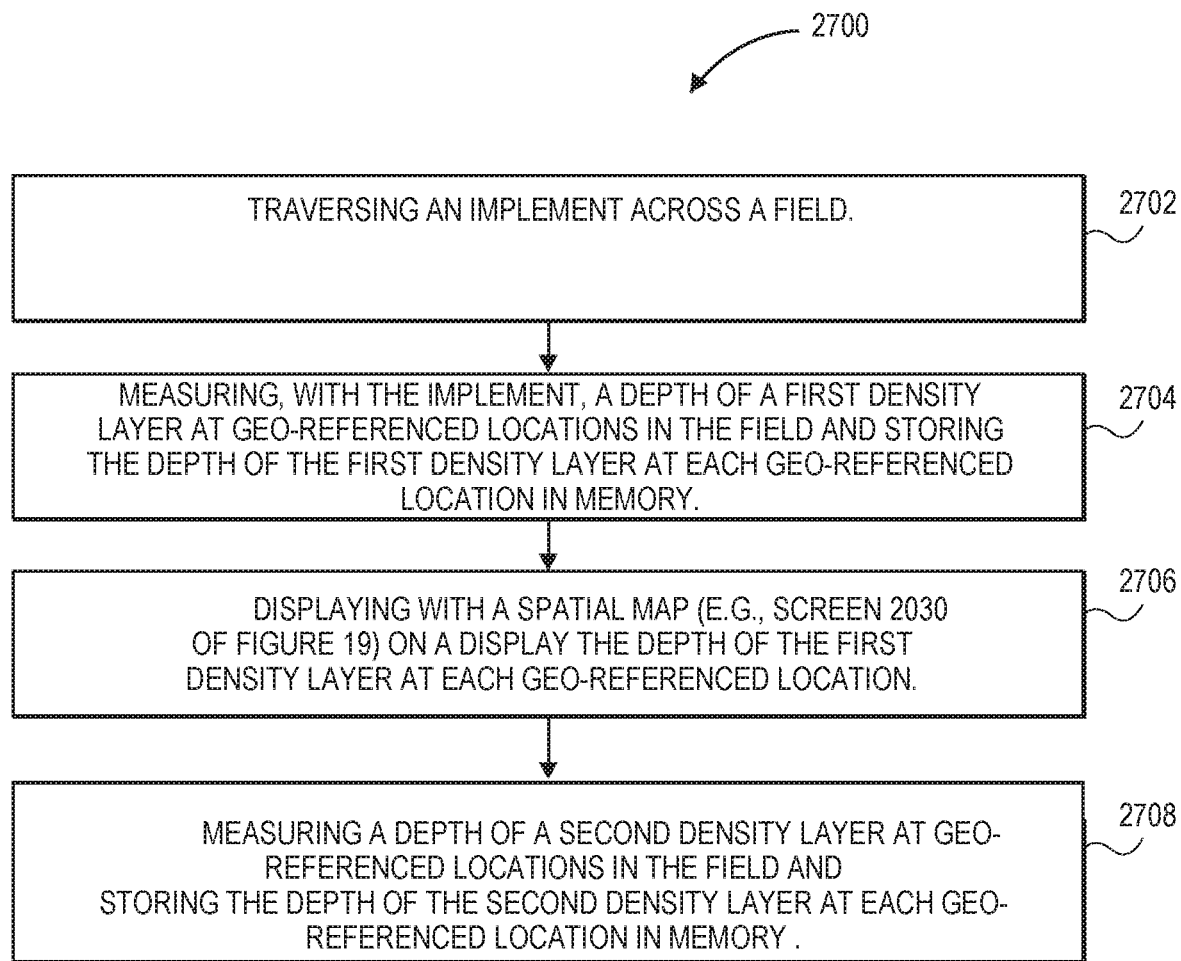 2700
TRAVERSING AN IMPLEMENT ACROSS A FIELD.
2702
MEASURING, WITH THE IMPLEMENT, A DEPTH OF A FIRST DENSITY
LAYER AT GEO-REFERENCED LOCATIONS IN THE FIELD AND STORING
THE DEPTH OF THE FIRST DENSITY LAYER AT EACH GEO-REFERENCED
LOCATION IN MEMORY.
2704
DISPLAYING WITH A SPATIAL MAP (E.G., SCREEN 2030
OF FIGURE 19) ON A DISPLAY THE DEPTH OF THE FIRST
DENSITY LAYER AT EACH GEO-REFERENCED LOCATION.
2706
MEASURING A DEPTH OF A SECOND DENSITY LAYER AT GEO-
REFERENCED LOCATIONS IN THE FIELD AND
STORING THE DEPTH OF THE SECOND DENSITY LAYER AT EACH GEO-
REFERENCED LOCATION IN MEMORY .
2708